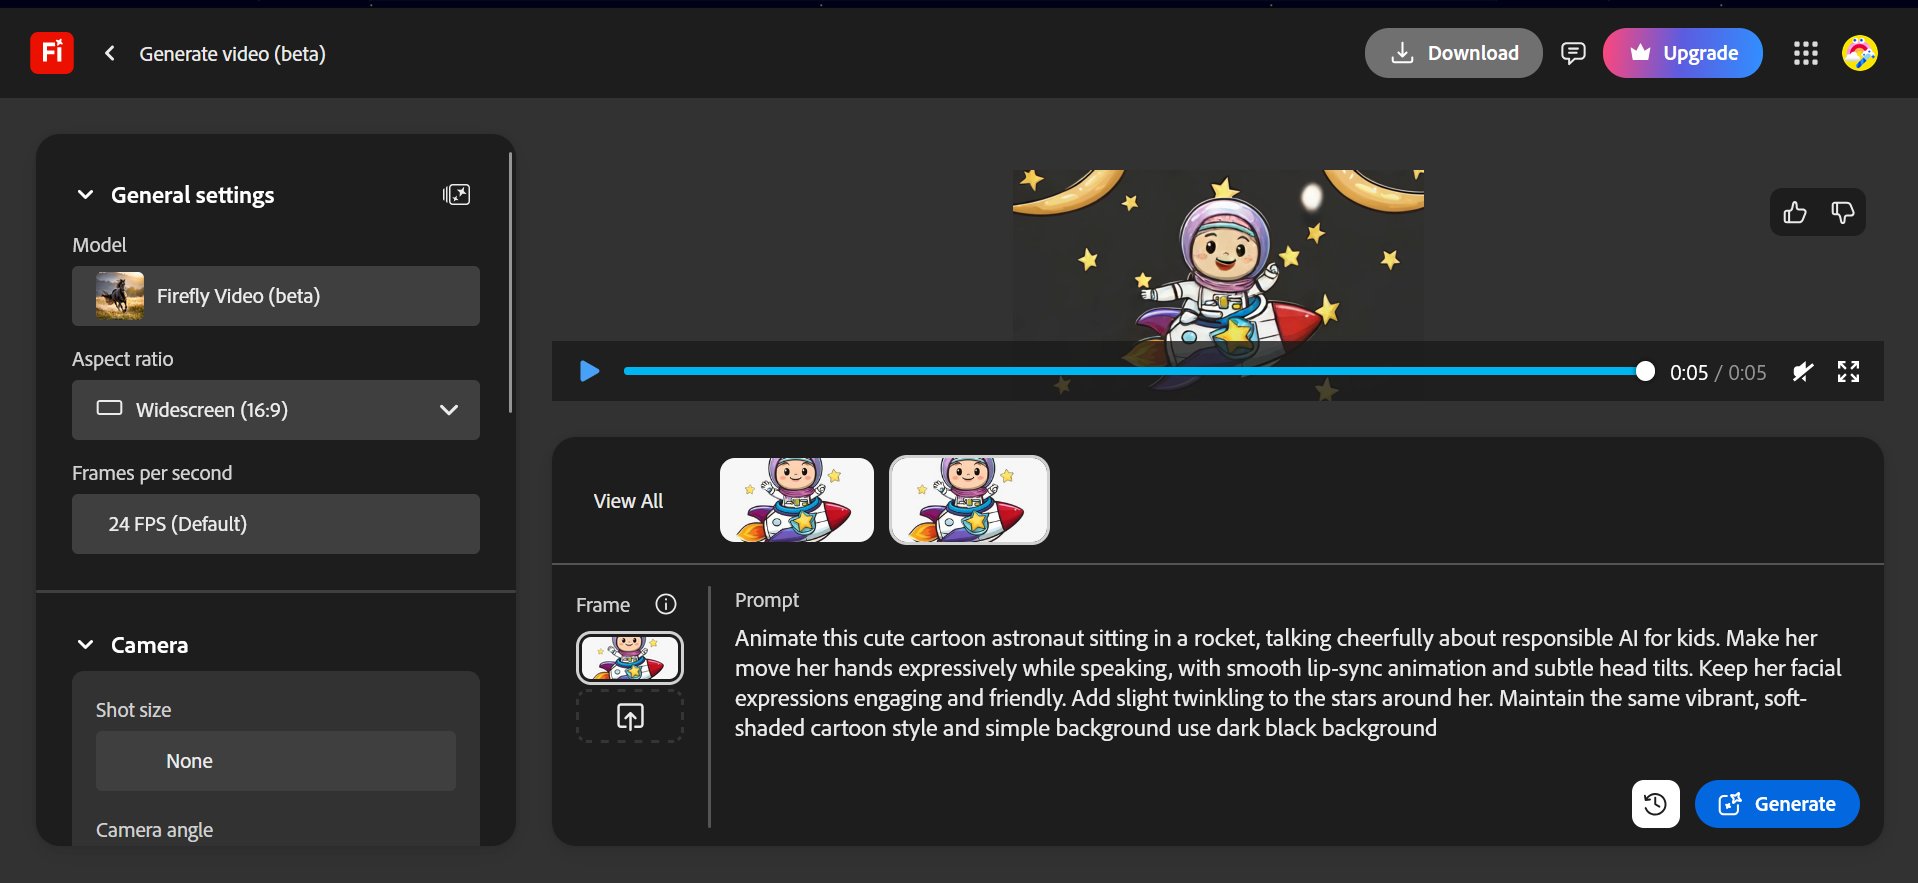 Fi
Generate video (beta)
Download
Upgrade
General settings
Model
Firefly Video (beta)
Aspect ratio
Widescreen (16:9)
Frames per second
24 FPS (Default)
Camera
Shot size
None
Camera angle
0:05 / 0:05
View All
Frame
Prompt
Animate this cute cartoon astronaut sitting in a rocket, talking cheerfully about responsible AI for kids. Make her
move her hands expressively while speaking, with smooth lip-sync animation and subtle head tilts. Keep her facial
expressions engaging and friendly. Add slight twinkling to the stars around her. Maintain the same vibrant, soft-
shaded cartoon style and simple background use dark black background
Generate